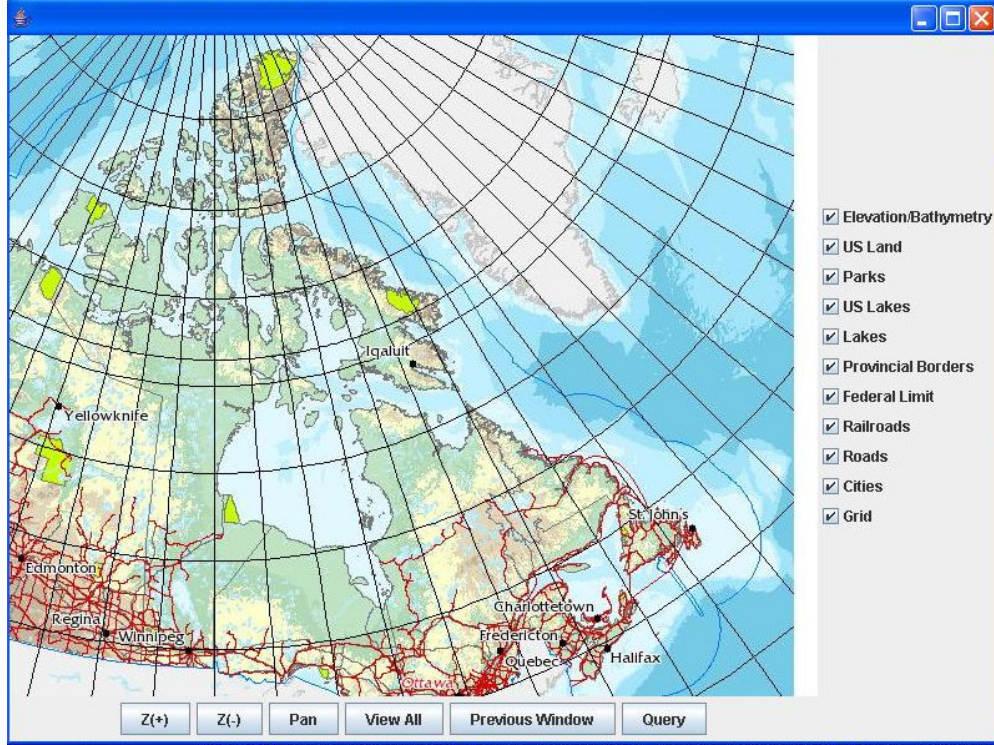 Iqaluit
Yellowknife
St. John's
Edmonton
Charlottetown
Regina
Winnipeg
Fredericton
Quebec
Halifax
Ottawa
Elevation/Bathymetry
US Land
Parks
US Lakes
Lakes
Provincial Borders
Federal Limit
Railroads
Roads
Cities
Grid
Z(+) Z(-) Pan View All Previous Window Query